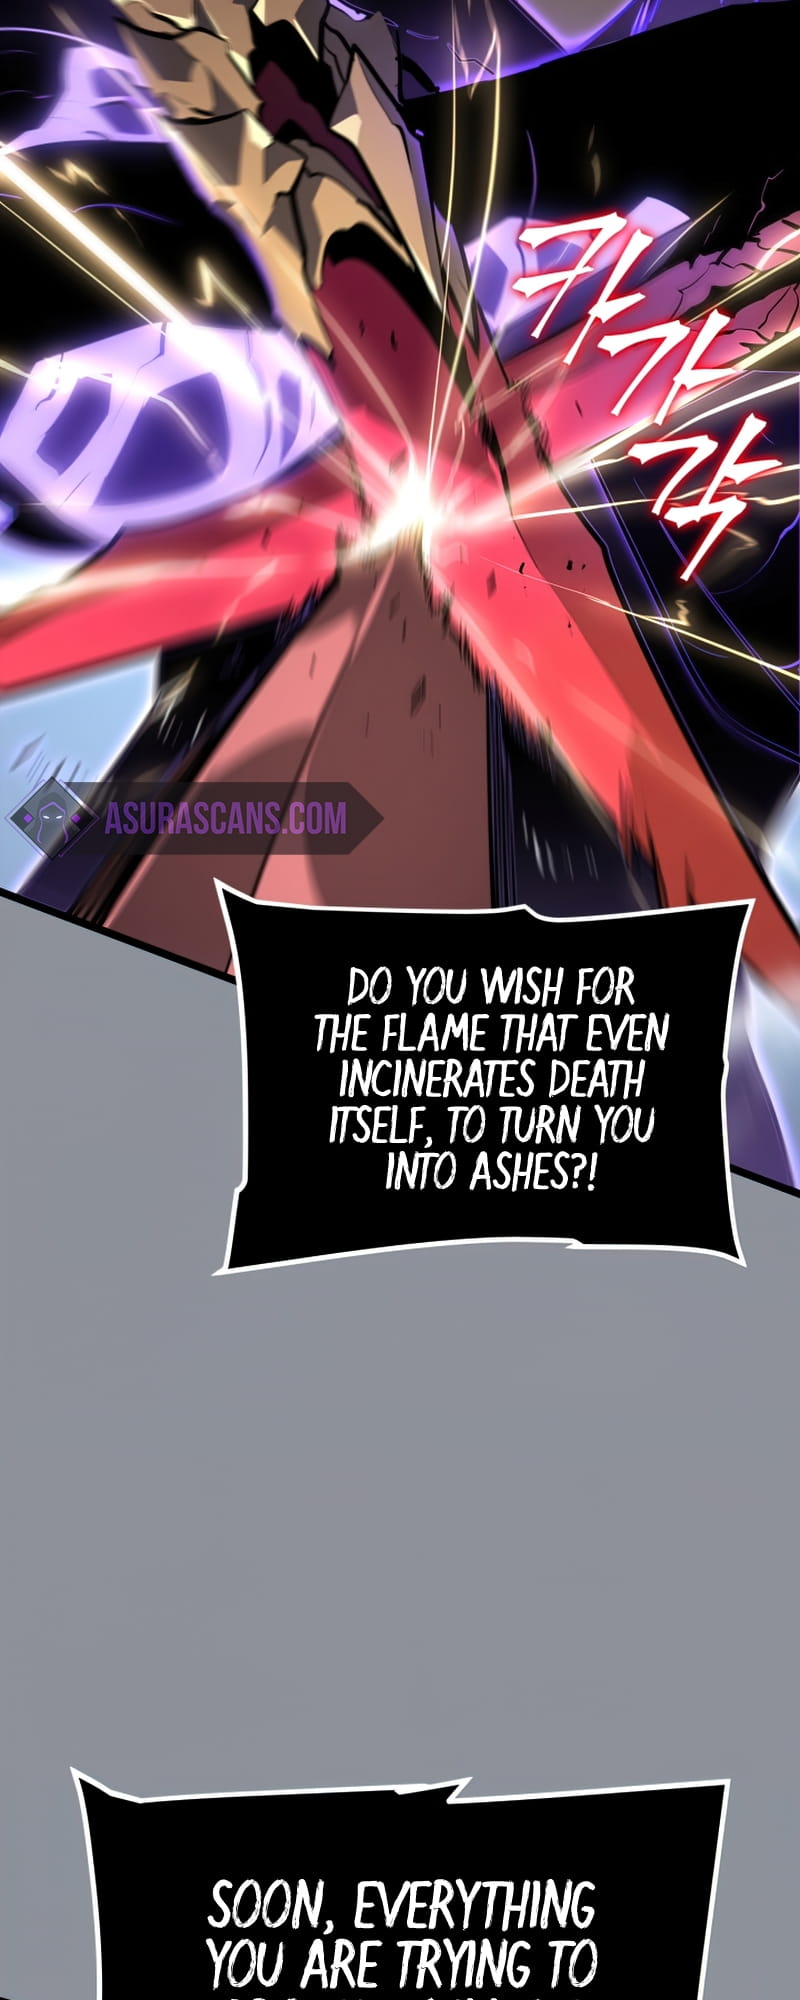 카가각
ASURASCANS.COM
DO YOU WISH FOR
THE FLAME THAT EVEN
INCINERATES DEATH
ITSELF, TO TURN YOU
INTO ASHES?!
SOON, EVERYTHING
YOU ARE TRYING TO